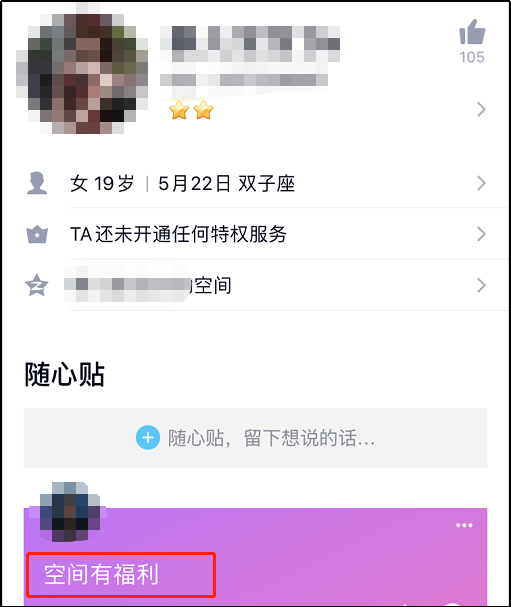 105
女 19岁 | 5月22日 双子座
TA还未开通任何特权服务
空间
随心贴
随心贴，留下想说的话...
空间有福利